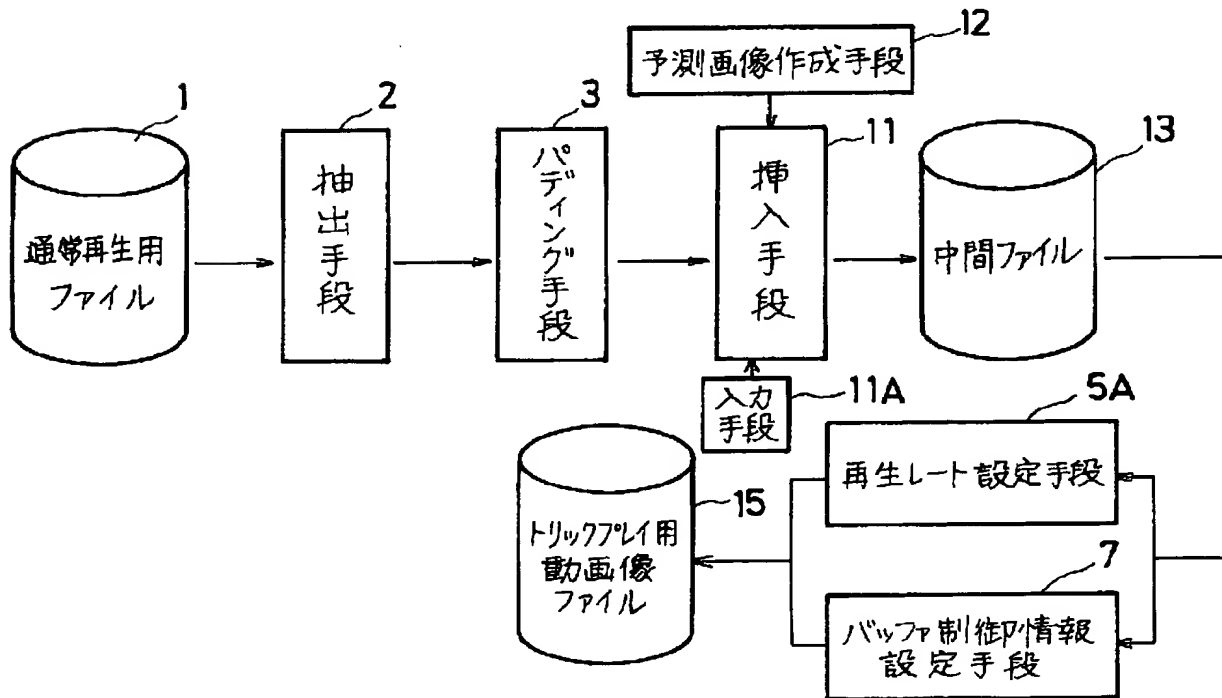 12
予測画像作成手段
1
通常再生用
ファイル
2
抽出手段
3
パディング手段
11
挿入手段
13
中間ファイル
11A
入力
手段
5A
再生レート設定手段
15
トリックプレイ用
動画像
ファイル
7
バッファ制御情報
設定手段